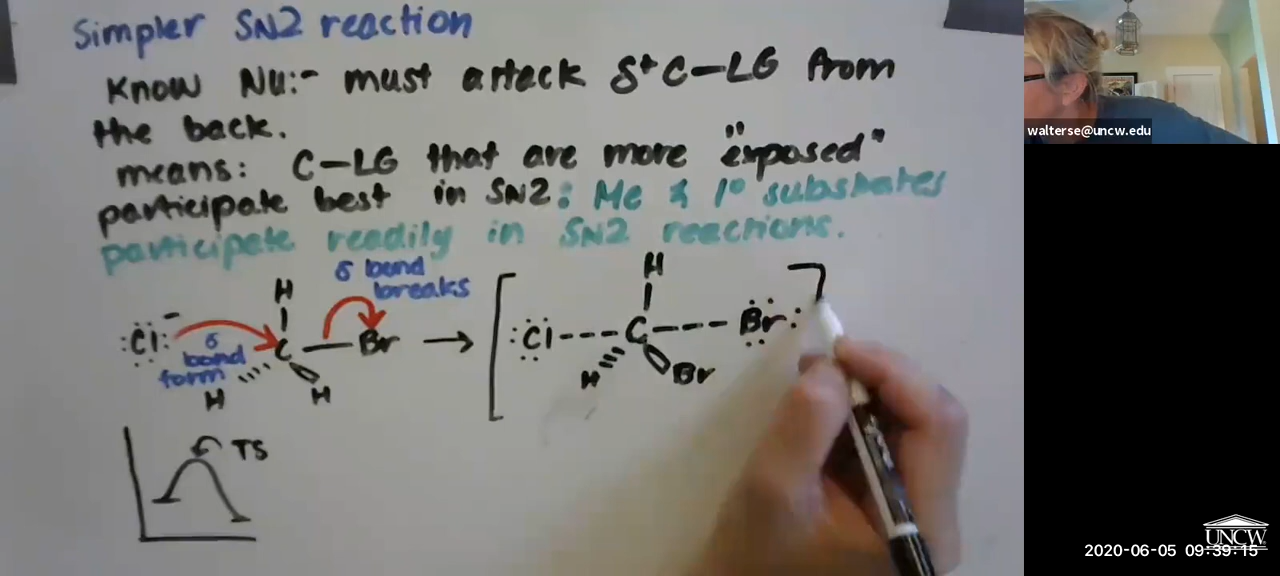 Simpler SN2 reaction
Know Nu:- must attack δ+ C-LG from
the back.
means: C-LG that are more "exposed"
participate best in SN2: Me & 1° substrates
participate readily in SN2 reactions.
σ bond
breaks
H
H
:Cl:-
C
Br
σ
bond
form
H
H
:Cl---C---Br:
H
Br
TS
walterse@uncw.edu
UNCW
2020-06-05 09:39:15